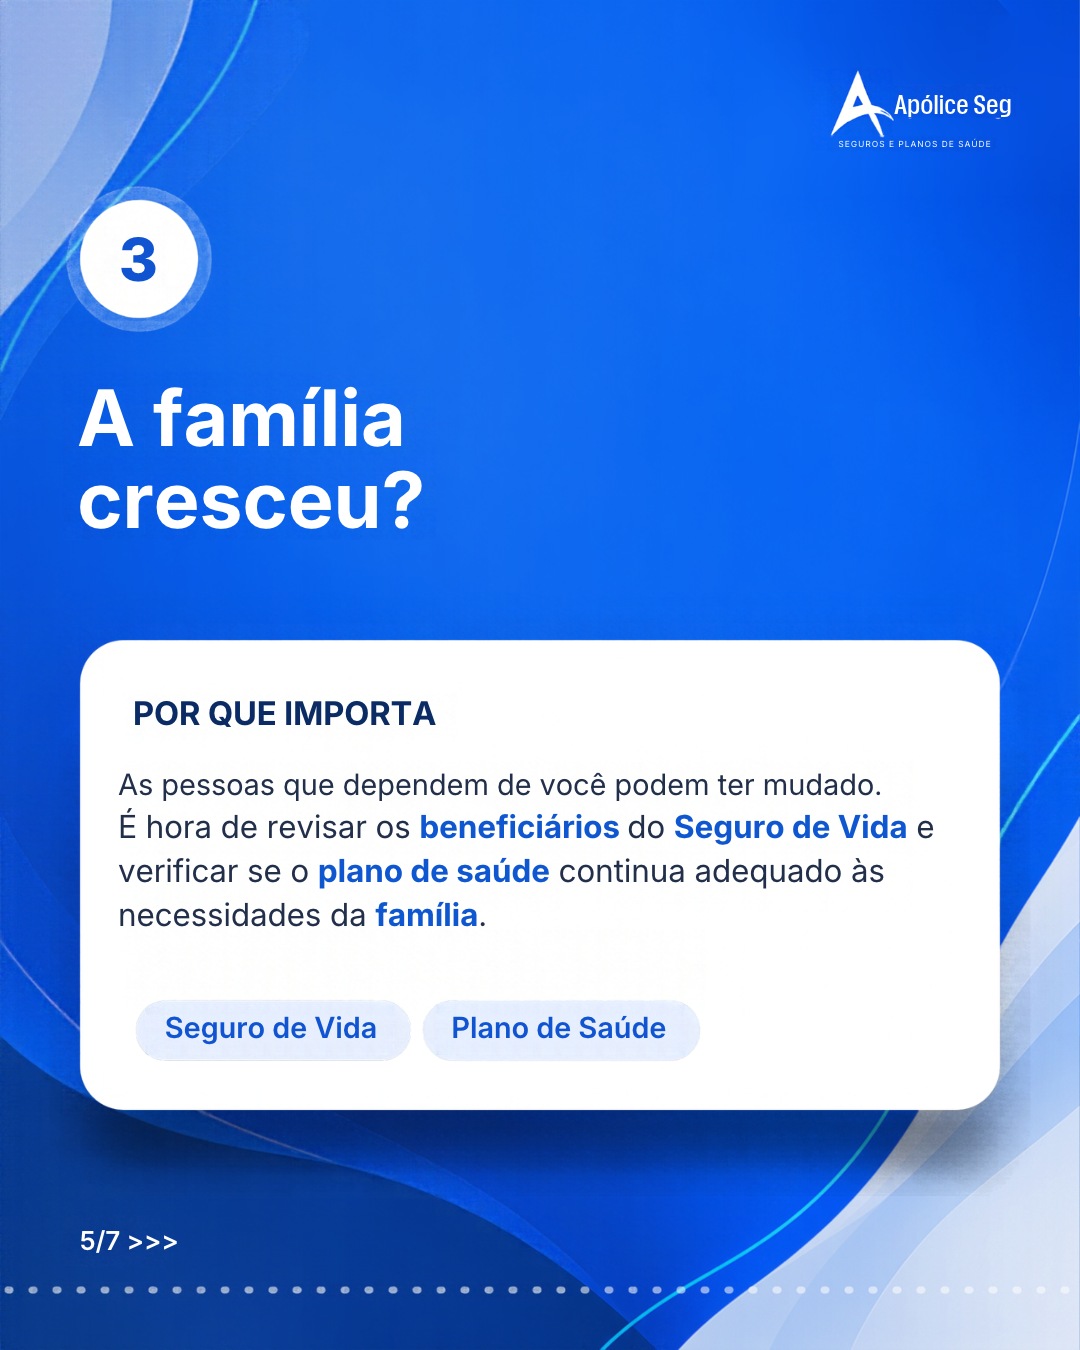 Apólice Seg
SEGUROS E PLANOS DE SAÚDE
3
A família
cresceu?
POR QUE IMPORTA
As pessoas que dependem de você podem ter mudado.
É hora de revisar os beneficiários do Seguro de Vida e
verificar se o plano de saúde continua adequado às
necessidades da família.
Seguro de Vida
Plano de Saúde
5/7 >>>